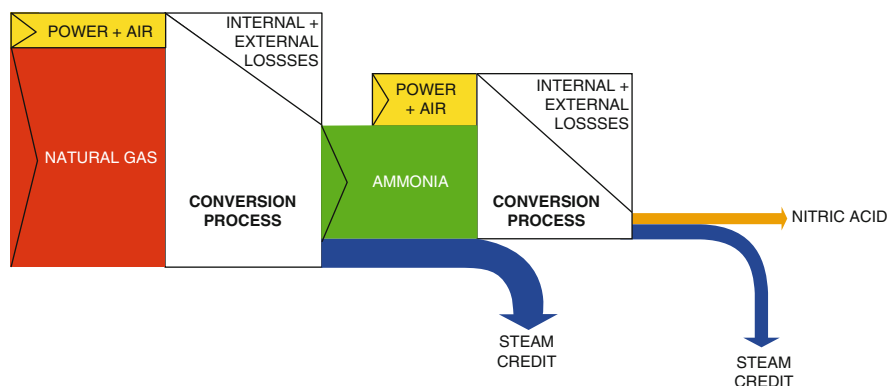 POWER + AIR
INTERNAL +
EXTERNAL
LOSSSES
NATURAL GAS
CONVERSION
PROCESS
POWER
+ AIR
AMMONIA
INTERNAL +
EXTERNAL
LOSSSES
CONVERSION
PROCESS
NITRIC ACID
STEAM
CREDIT
STEAM
CREDIT